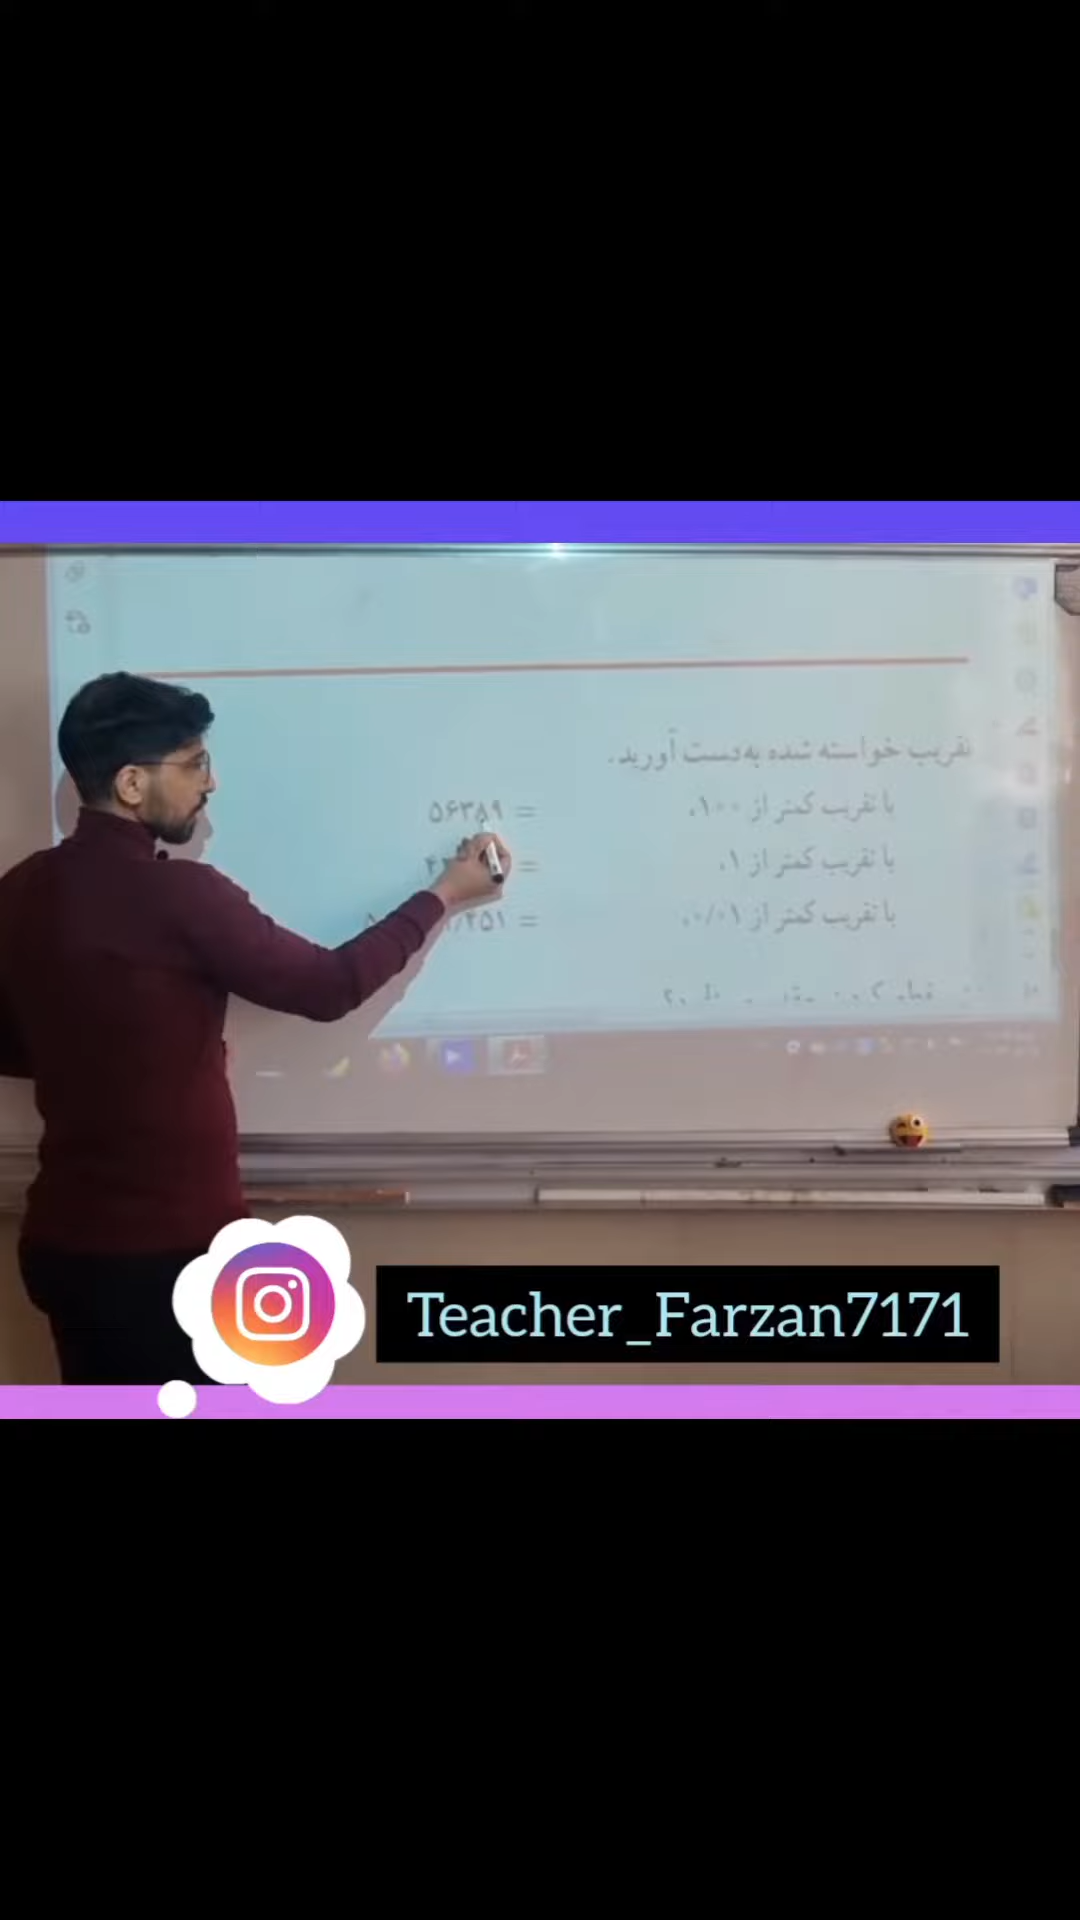 تقریب خواسته شده به‌دست آورید.
با تقریب کمتر از ۱۰۰،
۵۶۳۸۹ =
با تقریب کمتر از ۱،
=
با تقریب کمتر از ۰/۰۱،
/۴۵۱ =
Teacher_Farzan7171